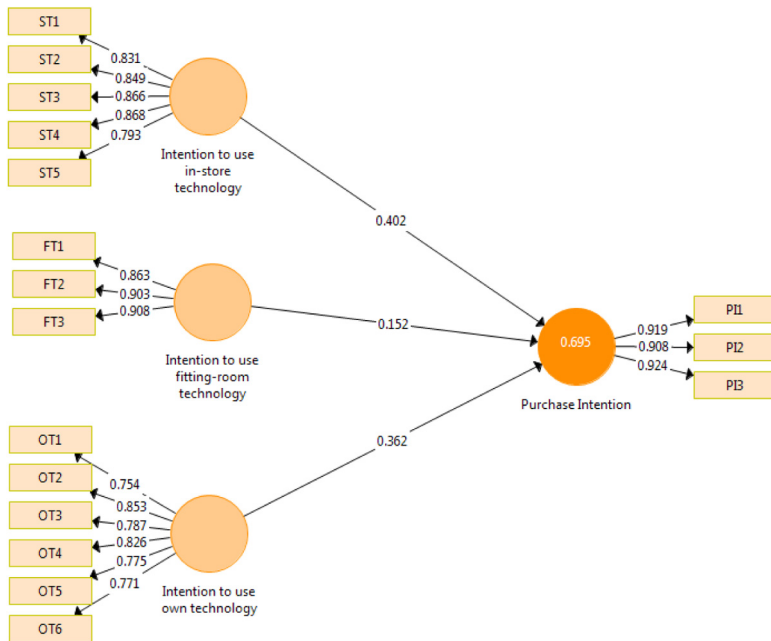 ST1
0.831
ST2
0.849
ST3
0.866
ST4
0.868
ST5
0.793
Intention to use
in-store
technology
0.402
FT1
0.863
FT2
0.903
FT3
0.908
Intention to use
fitting-room
technology
0.152
0.695
Purchase Intention
PI1
0.919
PI2
0.908
PI3
0.924
0.362
OT1
0.754
OT2
0.853
OT3
0.787
OT4
0.826
OT5
0.775
OT6
0.771
Intention to use
own technology